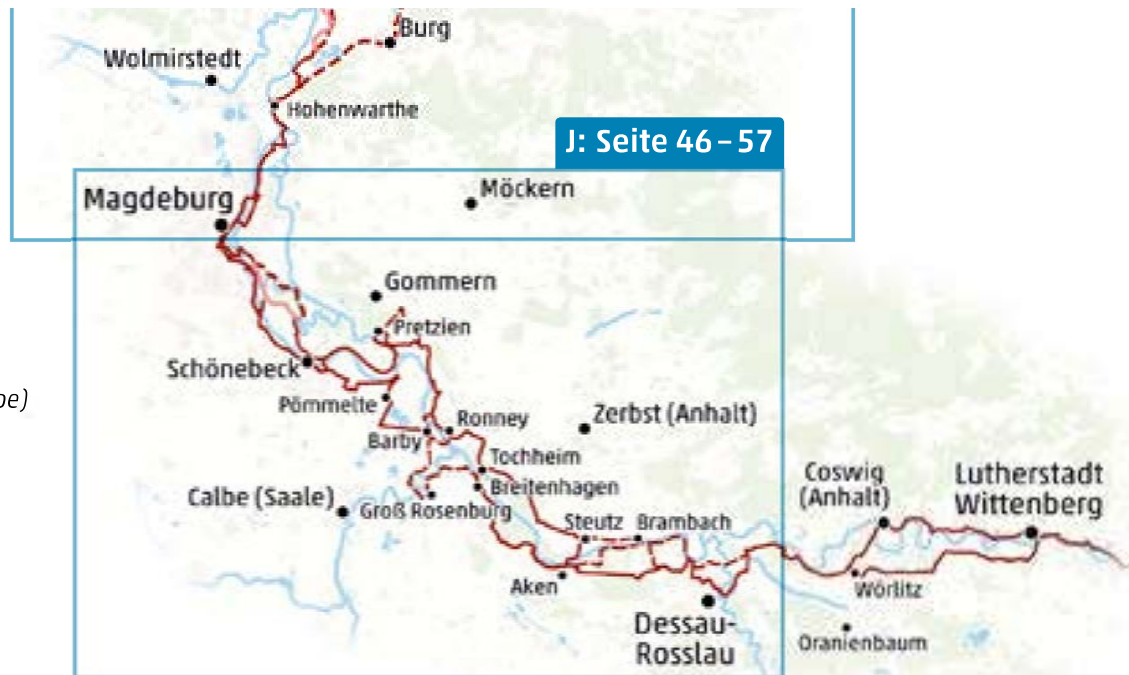 Burg
Wolmirstedt
Hohenwarthe
J: Seite 46–57
Möckern
Magdeburg
Gommern
Pretzien
Schönebeck
be)
Pömmelte
Ronney
Zerbst (Anhalt)
Barby
Tochheim
Coswig
(Anhalt)
Lutherstadt
Wittenberg
Breitenhagen
Calbe (Saale)
Groß Rosenburg
Steutz
Brambach
Aken
Wörlitz
Dessau-
Rosslau
Oranienbaum